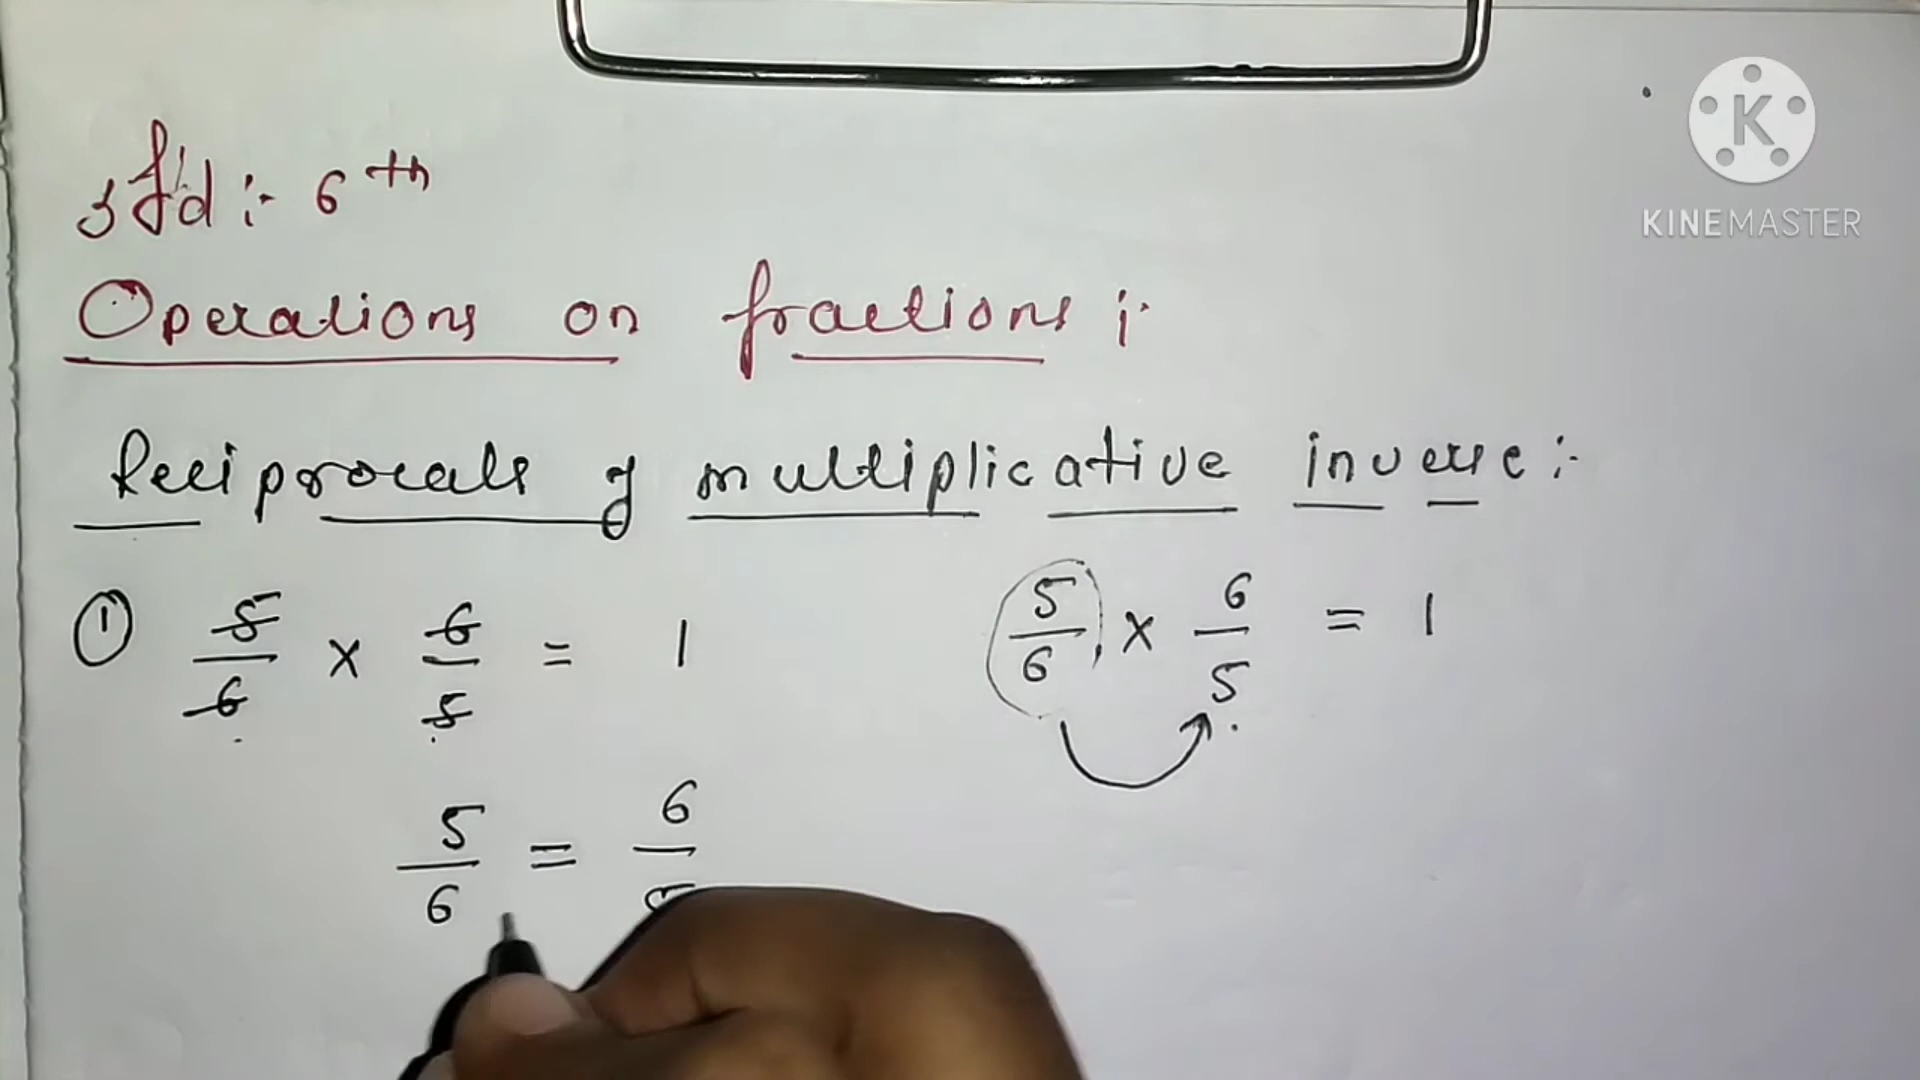 Std :- 6th
KINEMASTER
Operations on fractions :-
Reciprocals of multiplicative inverse :-
① 5/6 × 6/5 = 1
5/6 × 6/5 = 1
5/6 = 6/5